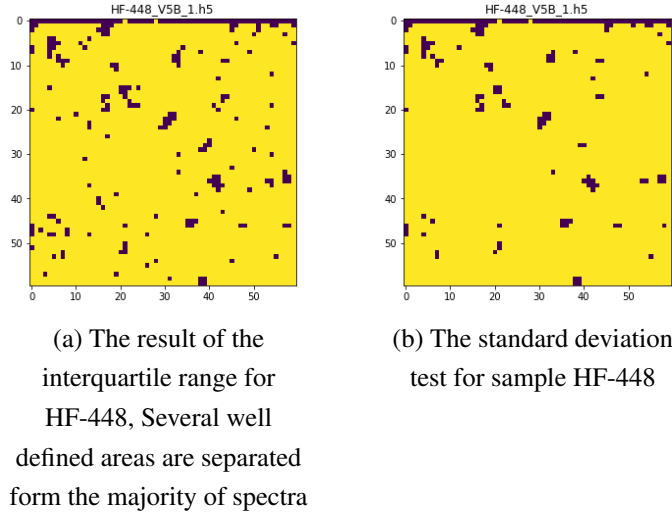 HF-448_V5B_1.h5
0
10
20
30
40
50
0 10 20 30 40 50
HF-448_V5B_1.h5
0
10
20
30
40
50
0 10 20 30 40 50
(a) The result of the
interquartile range for
HF-448, Several well
defined areas are separated
form the majority of spectra
(b) The standard deviation
test for sample HF-448